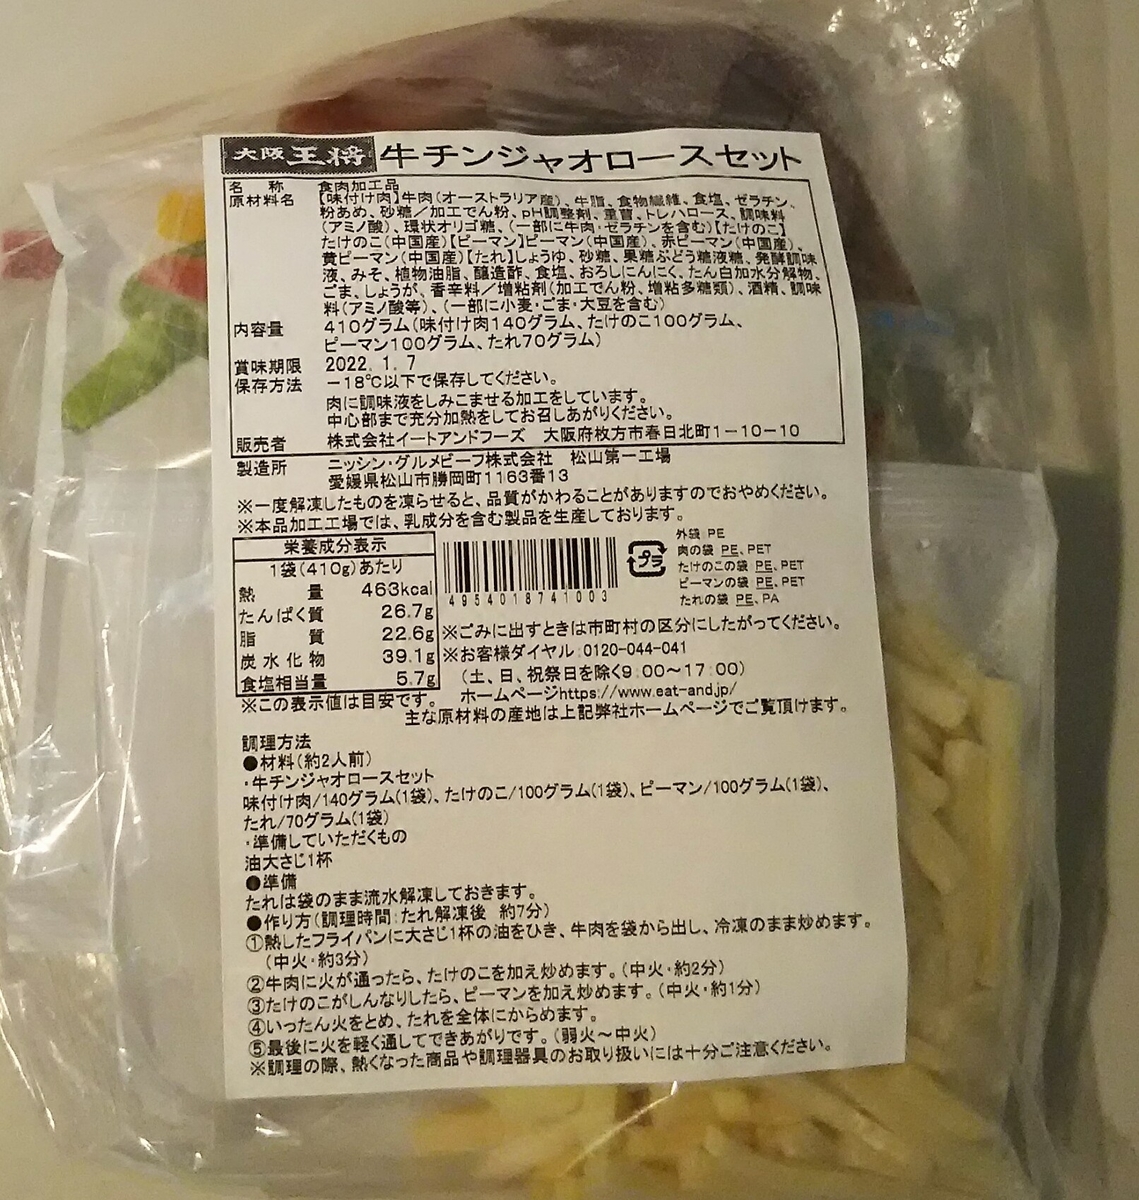 大阪王将 牛チンジャオロースセット
名 称 食肉加工品
原材料名 【味付け肉】牛肉(オーストラリア産)、牛脂、食物繊維、食塩、ゼラチン、
粉あめ、砂糖/加工でん粉、pH調整剤、重曹、トレハロース、調味料
(アミノ酸)、環状オリゴ糖、(一部に牛肉・ゼラチンを含む)【たけのこ】
たけのこ(中国産)【ピーマン】ピーマン(中国産)、赤ピーマン(中国産)、
黄ピーマン(中国産)【たれ】しょうゆ、砂糖、果糖ぶどう糖液糖、発酵調味
液、みそ、植物油脂、醸造酢、食塩、おろしにんにく、たん白加水分解物、
ごま、しょうが、香辛料/増粘剤(加工でん粉、増粘多糖類)、酒精、調味
料(アミノ酸等)、(一部に小麦・ごま・大豆を含む)
内容量 410グラム(味付け肉140グラム、たけのこ100グラム、
ピーマン100グラム、たれ70グラム)
賞味期限 2022. 1. 7
保存方法 -18℃以下で保存してください。
肉に調味液をしみこませる加工をしています。
中心部まで充分加熱をしてお召しあがりください。
販売者 株式会社イートアンドフーズ 大阪府枚方市春日北町1-10-10
製造所 ニッシン・グルメビーフ株式会社 松山第一工場
愛媛県松山市勝岡町1163番13
※一度解凍したものを凍らせると、品質がかわることがありますのでおやめください。
※本品加工工場では、乳成分を含む製品を生産しております。
栄養成分表示
1袋(410g)あたり
熱 量 463kcal
たんぱく質 26.7g
脂 質 22.6g
炭水化物 39.1g
食塩相当量 5.7g
※この表示値は目安です。
4954018741003
プラ
外袋 PE
肉の袋 PE、PET
たけのこの袋 PE、PET
ピーマンの袋 PE、PET
たれの袋 PE、PA
※ごみに出すときは市町村の区分にしたがってください。
※お客様ダイヤル:0120-044-041
(土、日、祝祭日を除く9:00～17:00)
ホームページhttps://www.eat-and.jp/
主な原材料の産地は上記弊社ホームページでご覧頂けます。
調理方法
●材料(約2人前)
・牛チンジャオロースセット
味付け肉/140グラム(1袋)、たけのこ/100グラム(1袋)、ピーマン/100グラム(1袋)、
たれ/70グラム(1袋)
・準備していただくもの
油大さじ1杯
●準備
たれは袋のまま流水解凍しておきます。
●作り方(調理時間:たれ解凍後 約7分)
①熱したフライパンに大さじ1杯の油をひき、牛肉を袋から出し、冷凍のまま炒めます。
(中火・約3分)
②牛肉に火が通ったら、たけのこを加え炒めます。(中火・約2分)
③たけのこがしんなりしたら、ピーマンを加え炒めます。(中火・約1分)
④いったん火をとめ、たれを全体にからめます。
⑤最後に火を軽く通してできあがりです。(弱火～中火)
※調理の際、熱くなった商品や調理器具のお取り扱いには十分ご注意ください。